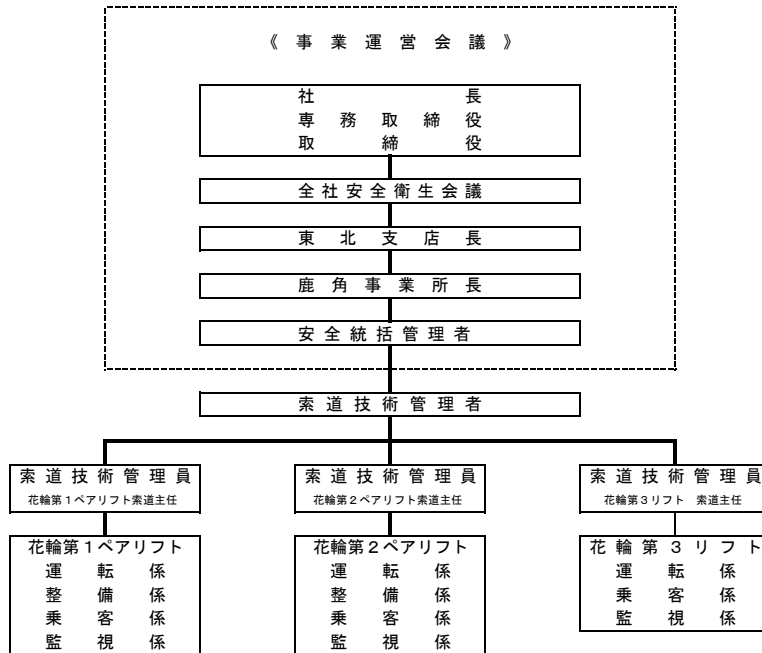 《 事 業 運 営 会 議 》
社 長
専 務 取 締 役
取 締 役
全 社 安 全 衛 生 会 議
東 北 支 店 長
鹿 角 事 業 所 長
安 全 統 括 管 理 者
索 道 技 術 管 理 者
索 道 技 術 管 理 員
花輪第1ペアリフト索道主任
索 道 技 術 管 理 員
花輪第2ペアリフト索道主任
索 道 技 術 管 理 員
花輪第3リフト 索道主任
花輪第1ペアリフト
運 転 係
整 備 係
乗 客 係
監 視 係
花輪第2ペアリフト
運 転 係
整 備 係
乗 客 係
監 視 係
花 輪 第 3 リ フ ト
運 転 係
乗 客 係
監 視 係